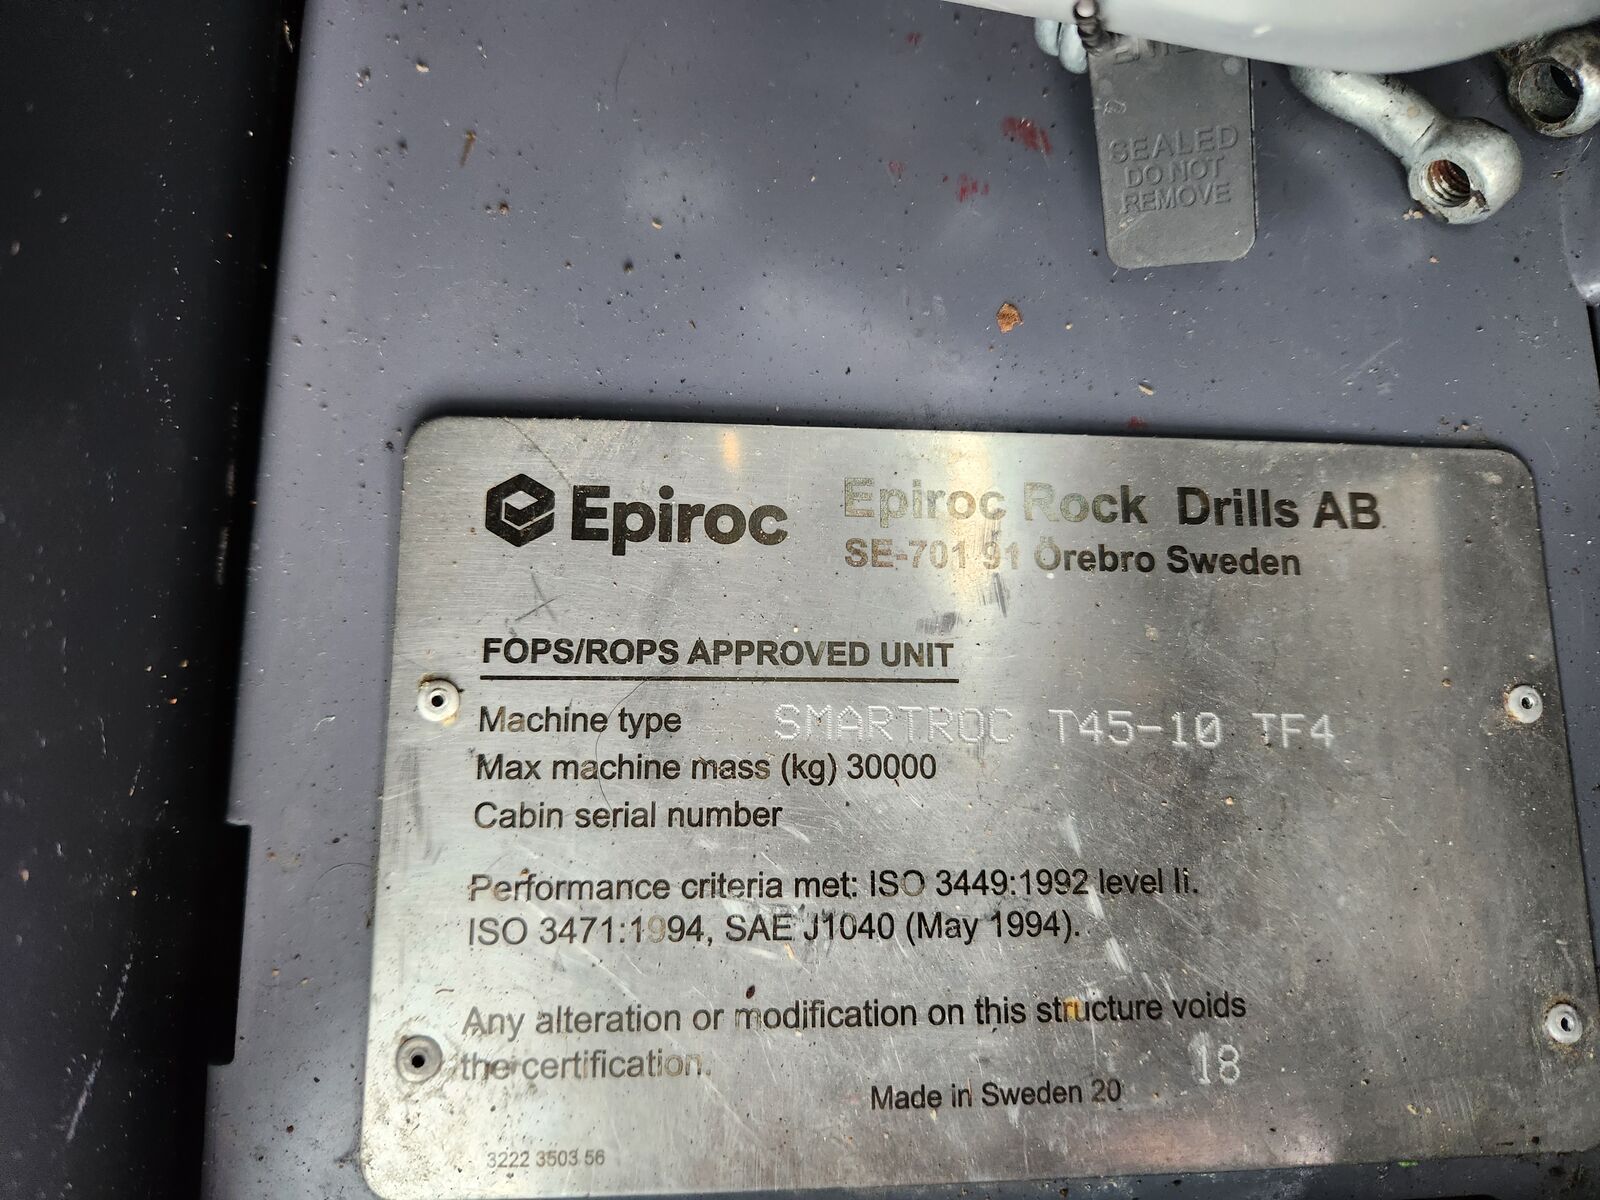 SEALED
DO NOT
REMOVE
Epiroc
Epiroc Rock Drills AB
SE-701 91 Örebro Sweden
FOPS/ROPS APPROVED UNIT
Machine type SMARTROC T45-10 TF4
Max machine mass (kg) 30000
Cabin serial number
Performance criteria met: ISO 3449:1992 level Ii.
ISO 3471:1994, SAE J1040 (May 1994).
Any alteration or modification on this structure voids
the certification.
Made in Sweden 20 18
3222 3503 56